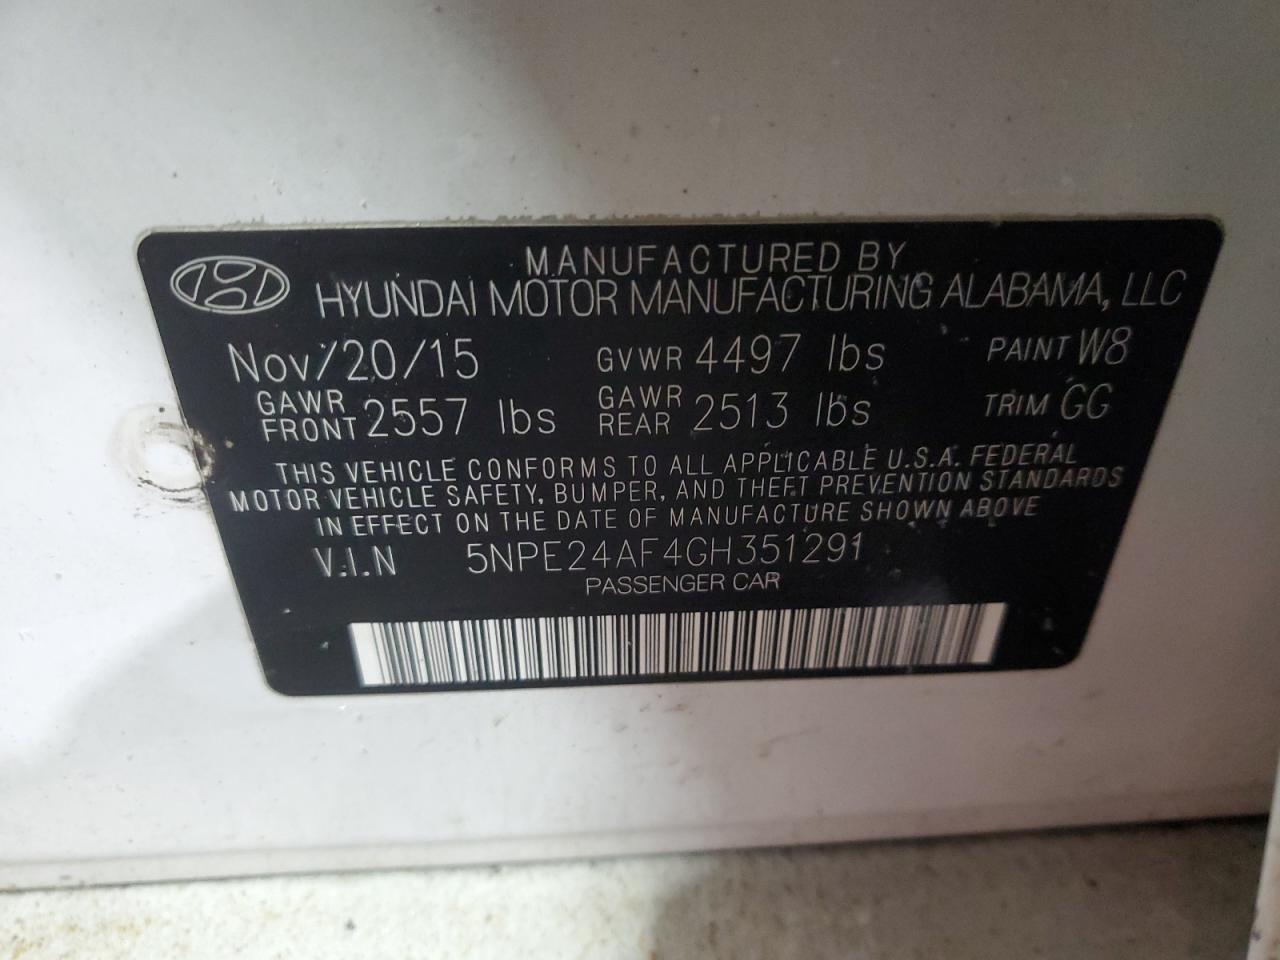 MANUFACTURED BY
HYUNDAI MOTOR MANUFACTURING ALABAMA, LLC
Nov/20/15 GVWR 4497 lbs PAINT W8
GAWR FRONT 2557 lbs GAWR REAR 2513 lbs TRIM GG
THIS VEHICLE CONFORMS TO ALL APPLICABLE U.S.A. FEDERAL
MOTOR VEHICLE SAFETY, BUMPER, AND THEFT PREVENTION STANDARDS
IN EFFECT ON THE DATE OF MANUFACTURE SHOWN ABOVE
V.I.N 5NPE24AF4GH351291
PASSENGER CAR